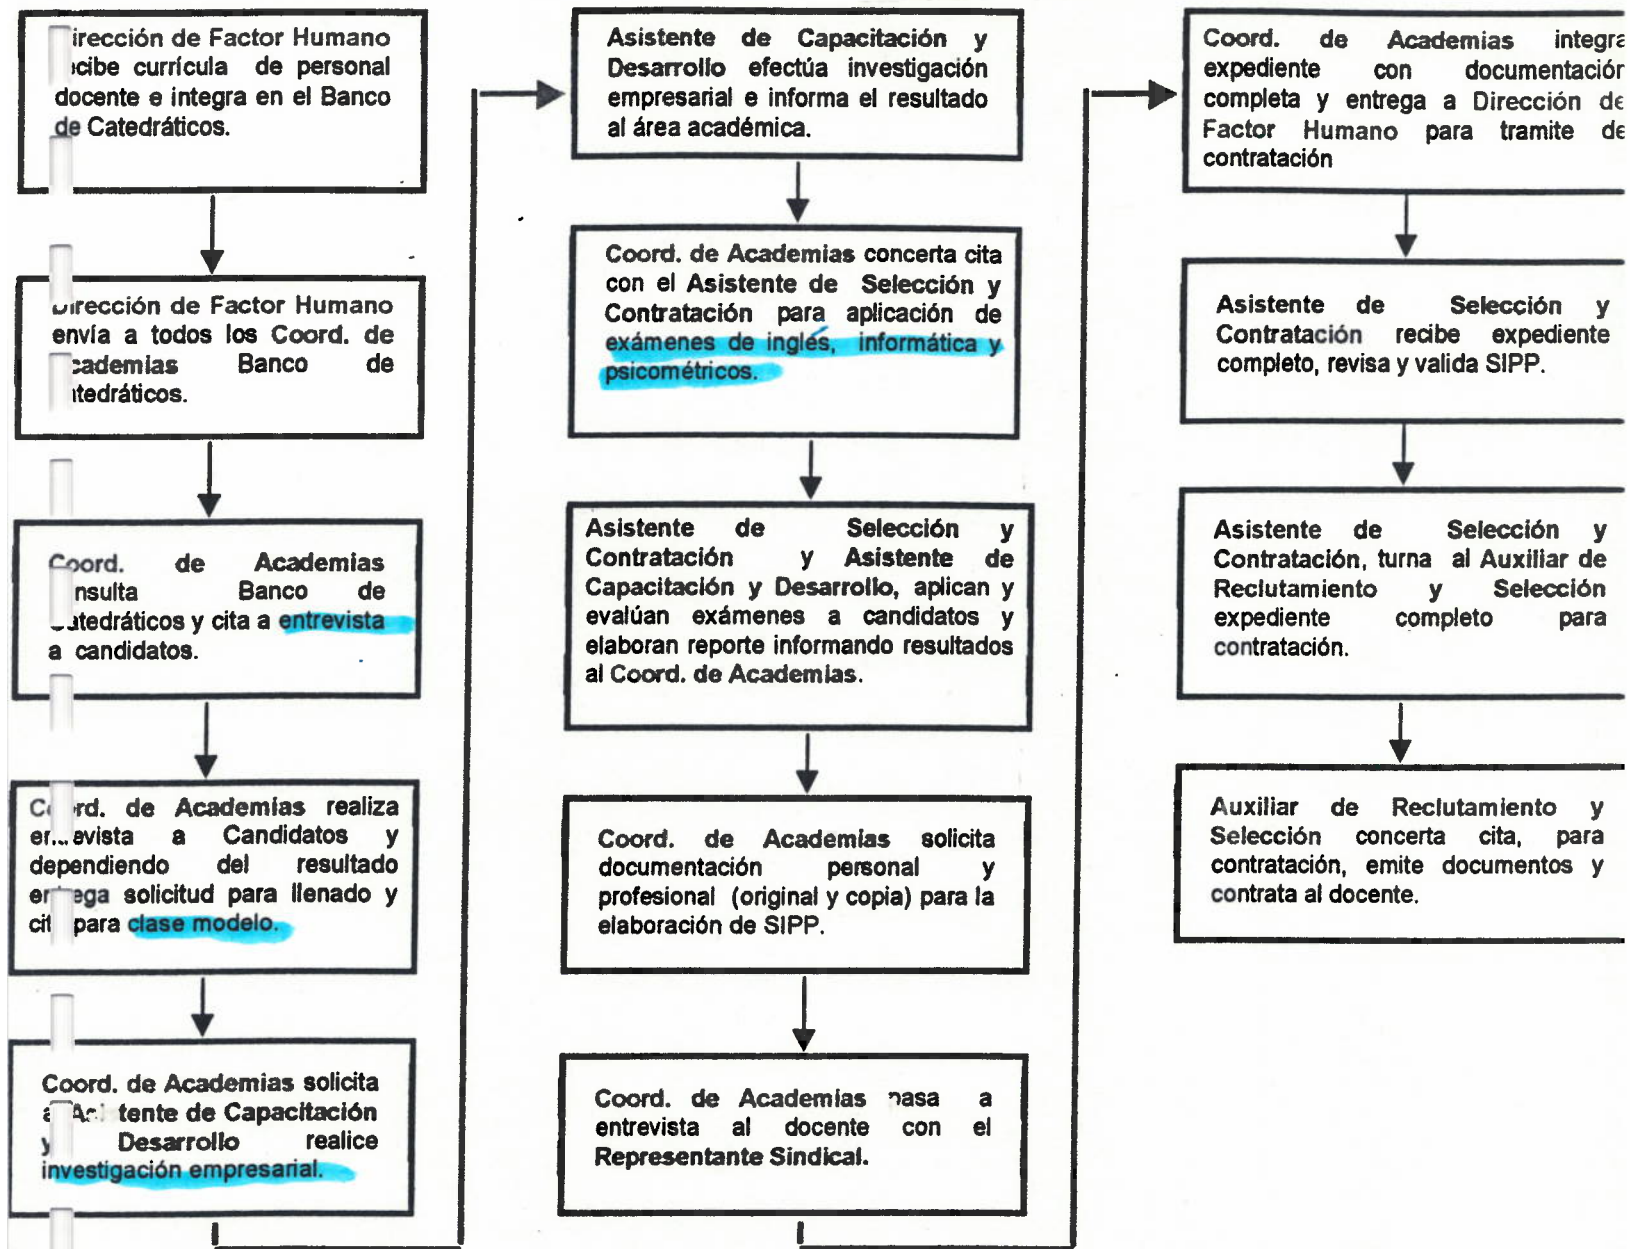 irección de Factor Humano
cibe currícula de personal
docente e integra en el Banco
de Catedráticos.
Dirección de Factor Humano
envía a todos los Coord. de
cademias Banco de
tedráticos.
Coord. de Academias
nsulta Banco de
atedráticos y cita a entrevista
a candidatos.
Coord. de Academias realiza
entrevista a Candidatos y
dependiendo del resultado
entrega solicitud para llenado y
cit para clase modelo.
Coord. de Academias solicita
a Asistente de Capacitación
y Desarrollo realice
investigación empresarial.
Asistente de Capacitación y
Desarrollo efectúa investigación
empresarial e informa el resultado
al área académica.
Coord. de Academias concerta cita
con el Asistente de Selección y
Contratación para aplicación de
exámenes de inglés, informática y
psicométricos.
Asistente de Selección y
Contratación y Asistente de
Capacitación y Desarrollo, aplican y
evalúan exámenes a candidatos y
elaboran reporte informando resultados
al Coord. de Academias.
Coord. de Academias solicita
documentación personal y
profesional (original y copia) para la
elaboración de SIPP.
Coord. de Academias pasa a
entrevista al docente con el
Representante Sindical.
Coord. de Academias integra
expediente con documentación
completa y entrega a Dirección de
Factor Humano para tramite de
contratación
Asistente de Selección y
Contratación recibe expediente
completo, revisa y valida SIPP.
Asistente de Selección y
Contratación, turna al Auxiliar de
Reclutamiento y Selección
expediente completo para
contratación.
Auxiliar de Reclutamiento y
Selección concerta cita, para
contratación, emite documentos y
contrata al docente.